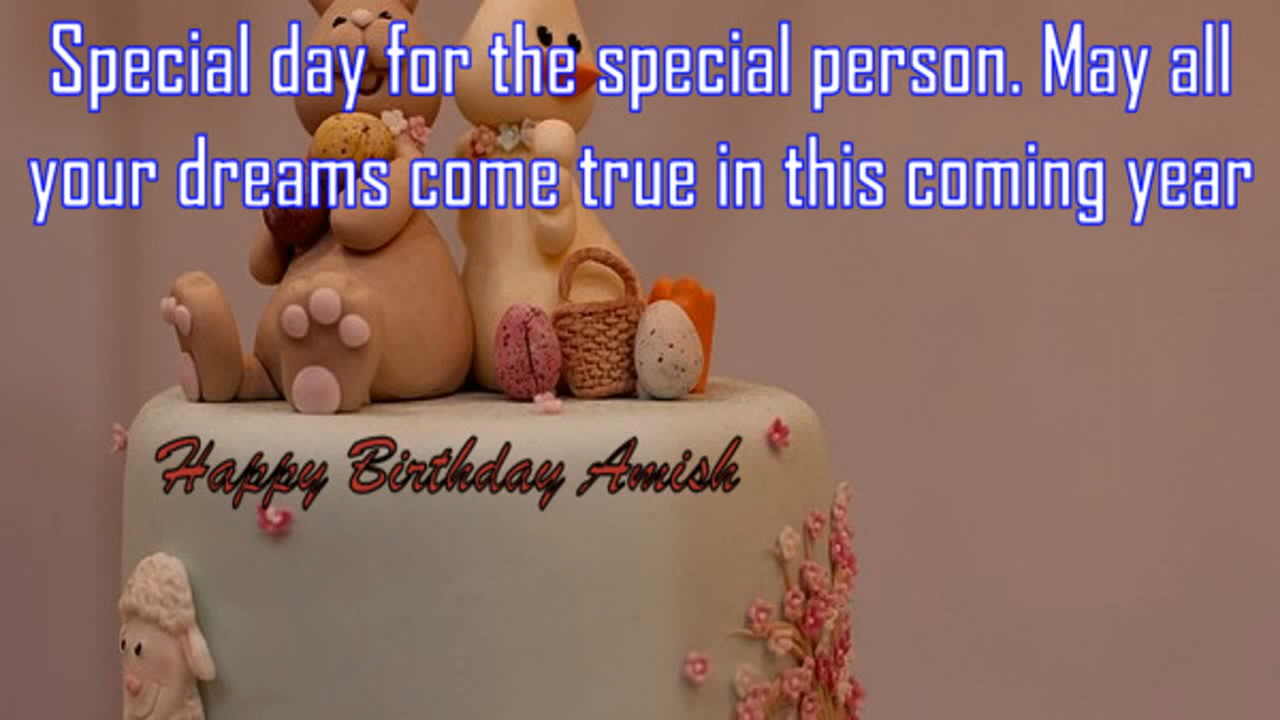 Special day for the special person. May all
your dreams come true in this coming year
Happy Birthday Amish